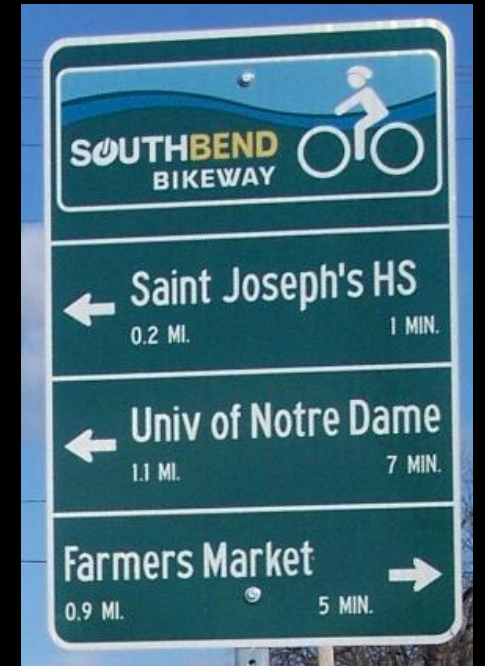 SOUTHBEND
BIKEWAY
Saint Joseph's HS
0.2 MI. 1 MIN.
Univ of Notre Dame
1.1 MI. 7 MIN.
Farmers Market
0.9 MI. 5 MIN.